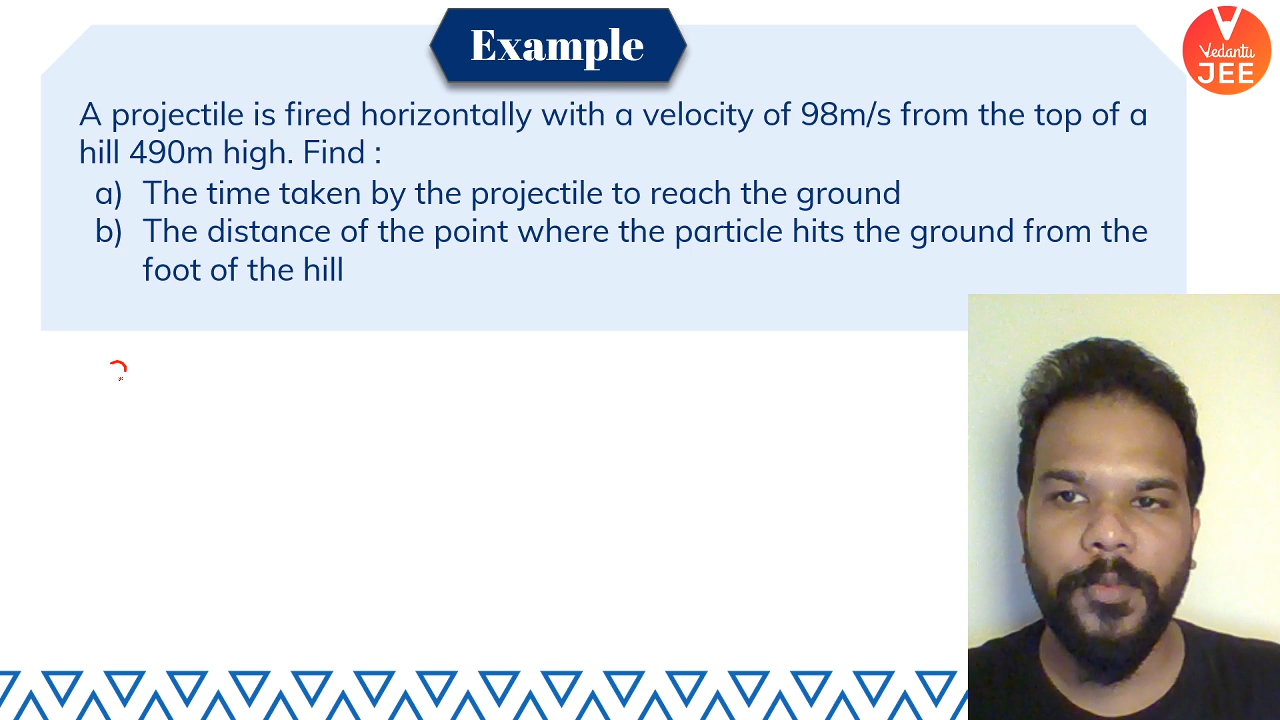 Example
Vedantu
JEE
A projectile is fired horizontally with a velocity of 98m/s from the top of a
hill 490m high. Find :
a) The time taken by the projectile to reach the ground
b) The distance of the point where the particle hits the ground from the
foot of the hill